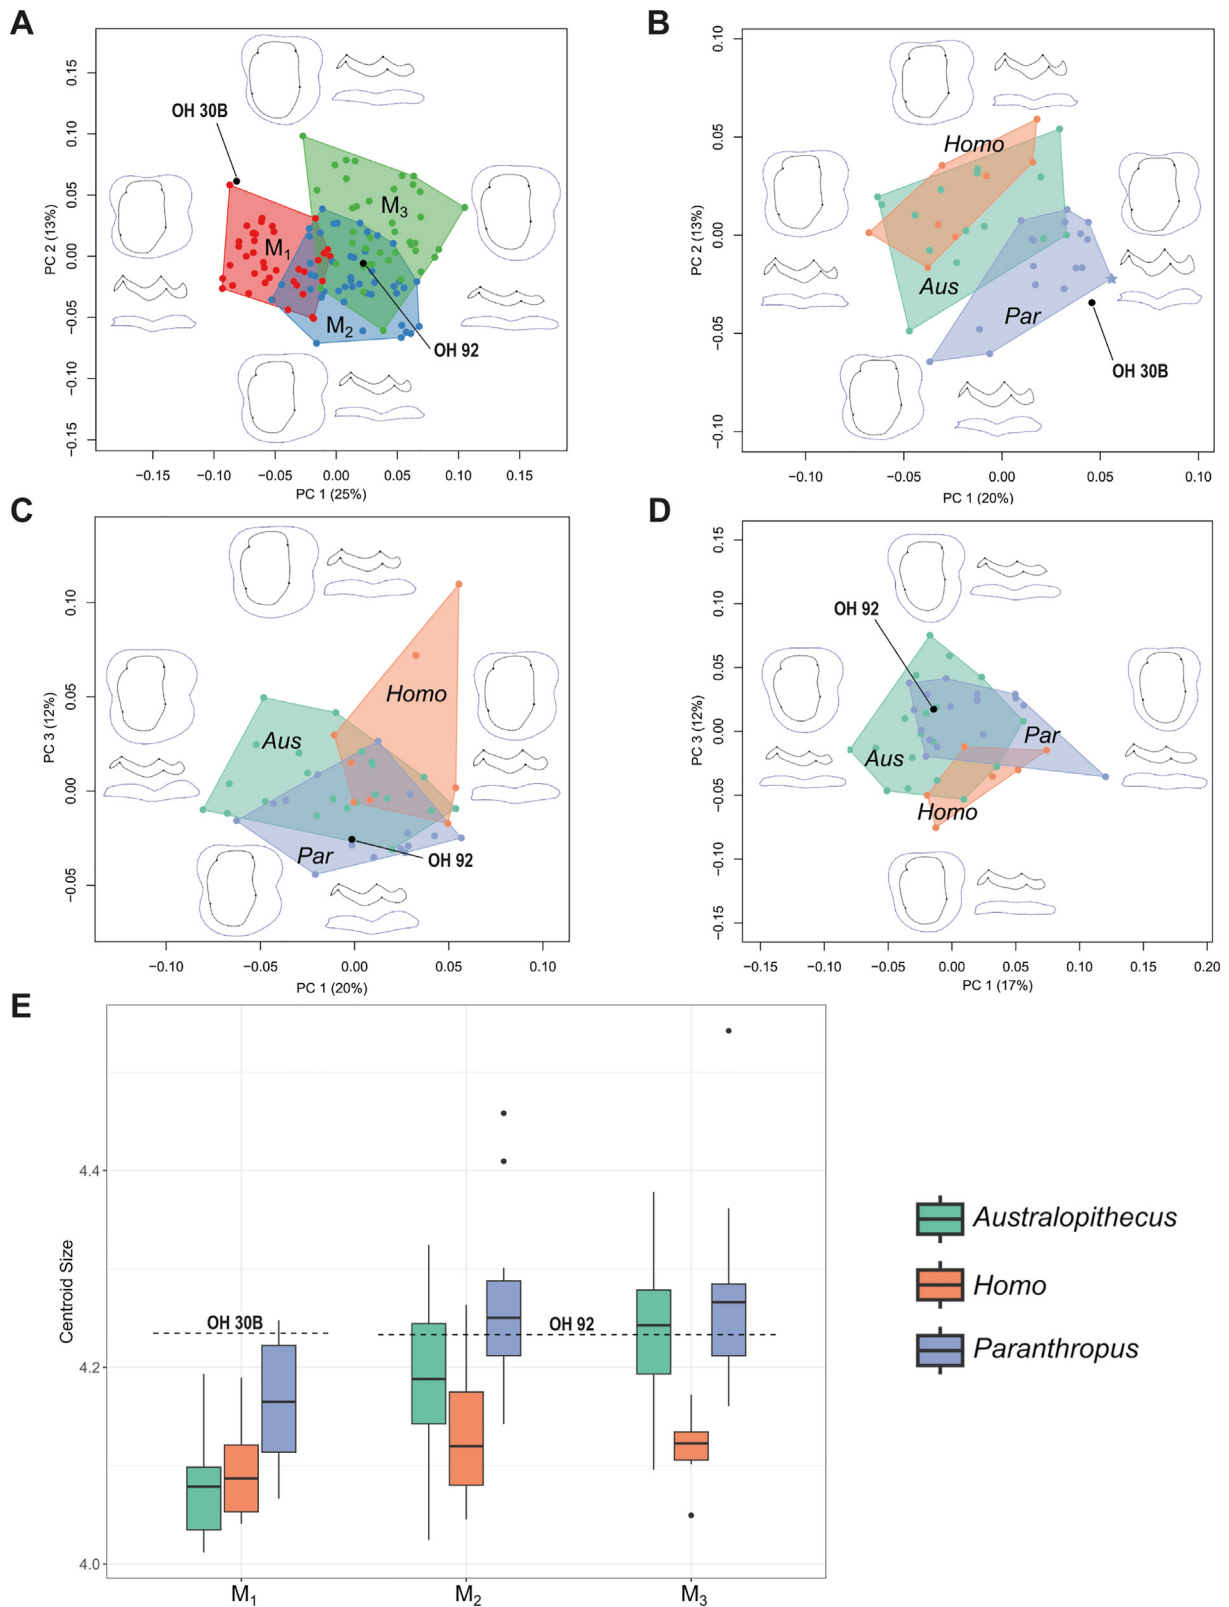 A
0.15
0.10
0.05
0.00
−0.05
−0.10
−0.15
PC 2 (13%)
OH 30B
M3
M1
M2
OH 92
−0.15 −0.10 −0.05 0.00 0.05 0.10 0.15
PC 1 (25%)
B
0.10
0.05
0.00
−0.05
−0.10
PC 2 (13%)
Homo
Aus
Par
OH 30B
−0.10 −0.05 0.00 0.05 0.10
PC 1 (20%)
C
0.10
0.05
0.00
−0.05
PC 3 (12%)
Homo
Aus
Par
OH 92
−0.10 −0.05 0.00 0.05 0.10
PC 1 (20%)
D
0.15
0.10
0.05
0.00
−0.05
−0.10
−0.15
PC 3 (12%)
OH 92
Par
Aus
Homo
−0.15 −0.10 −0.05 0.00 0.05 0.10 0.15 0.20
PC 1 (17%)
E
4.4
4.2
4.0
Centroid Size
OH 30B
OH 92
M1 M2 M3
Australopithecus
Homo
Paranthropus